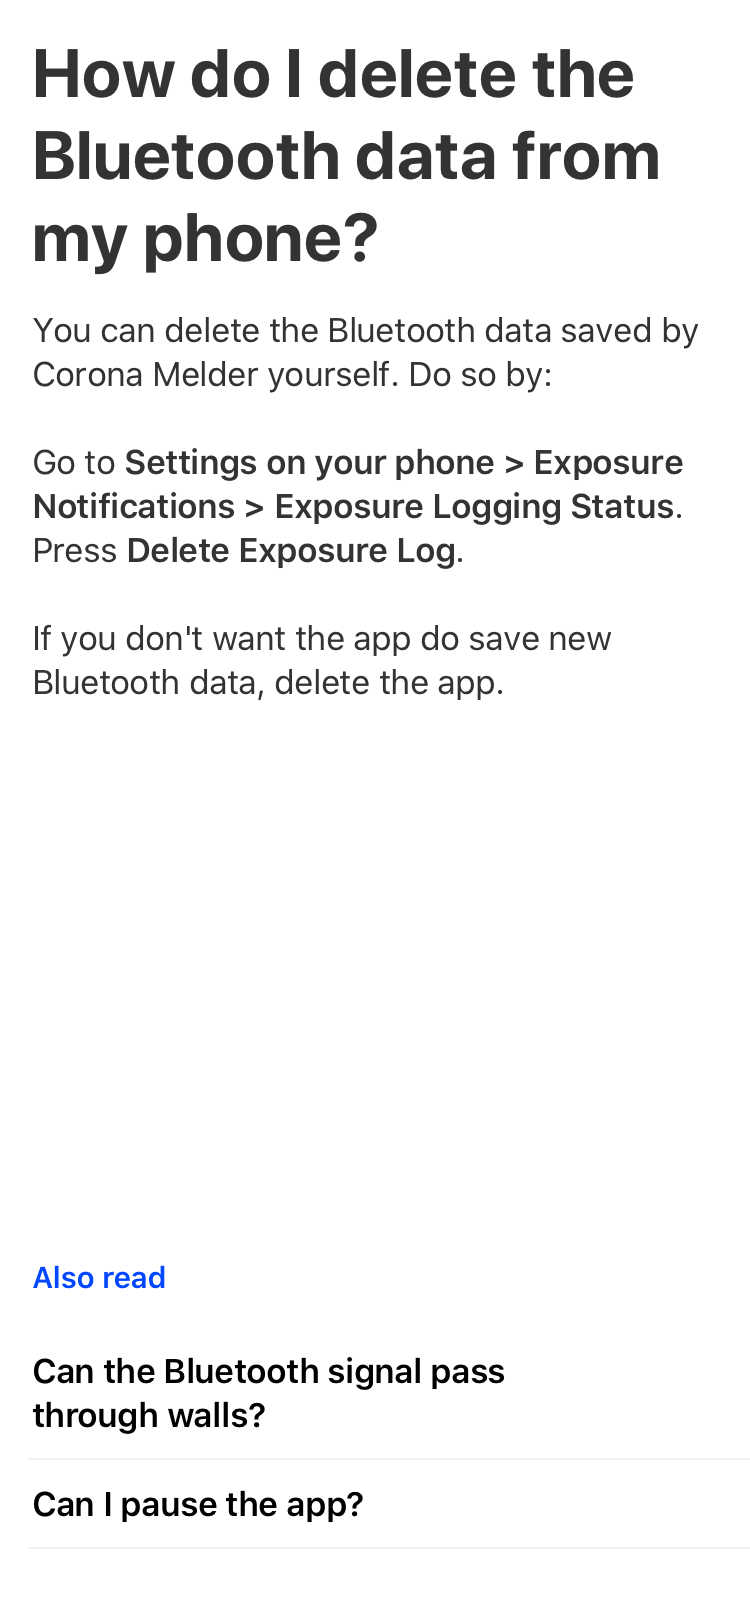 How do I delete the
Bluetooth data from
my phone?
You can delete the Bluetooth data saved by
Corona Melder yourself. Do so by:
Go to Settings on your phone > Exposure
Notifications > Exposure Logging Status.
Press Delete Exposure Log.
If you don't want the app do save new
Bluetooth data, delete the app.
Also read
Can the Bluetooth signal pass
through walls?
Can I pause the app?